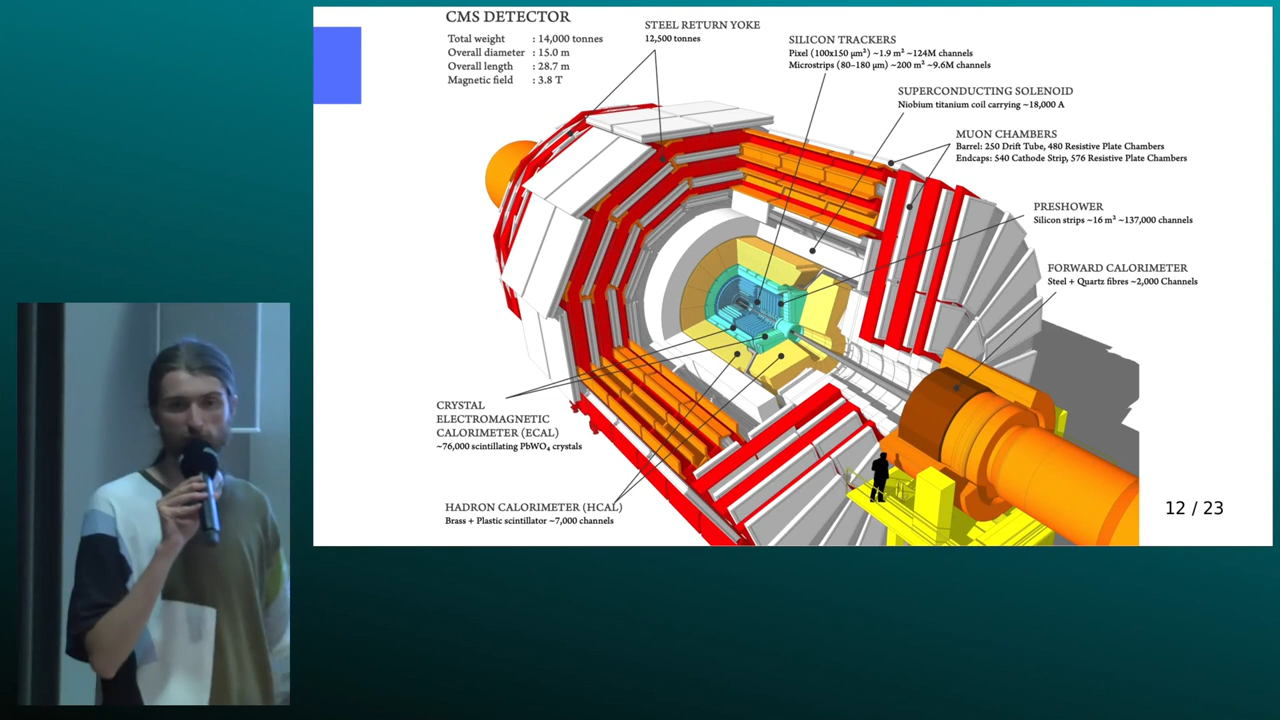 CMS DETECTOR
Total weight : 14,000 tonnes
Overall diameter : 15.0 m
Overall length : 28.7 m
Magnetic field : 3.8 T
STEEL RETURN YOKE
12,500 tonnes
SILICON TRACKERS
Pixel (100x150 μm²) ~1.9 m² ~124M channels
Microstrips (80–180 μm) ~200 m² ~9.6M channels
SUPERCONDUCTING SOLENOID
Niobium titanium coil carrying ~18,000 A
MUON CHAMBERS
Barrel: 250 Drift Tube, 480 Resistive Plate Chambers
Endcaps: 540 Cathode Strip, 576 Resistive Plate Chambers
PRESHOWER
Silicon strips ~16 m² ~137,000 channels
FORWARD CALORIMETER
Steel + Quartz fibres ~2,000 Channels
CRYSTAL
ELECTROMAGNETIC
CALORIMETER (ECAL)
~76,000 scintillating PbWO₄ crystals
HADRON CALORIMETER (HCAL)
Brass + Plastic scintillator ~7,000 channels
12 / 23